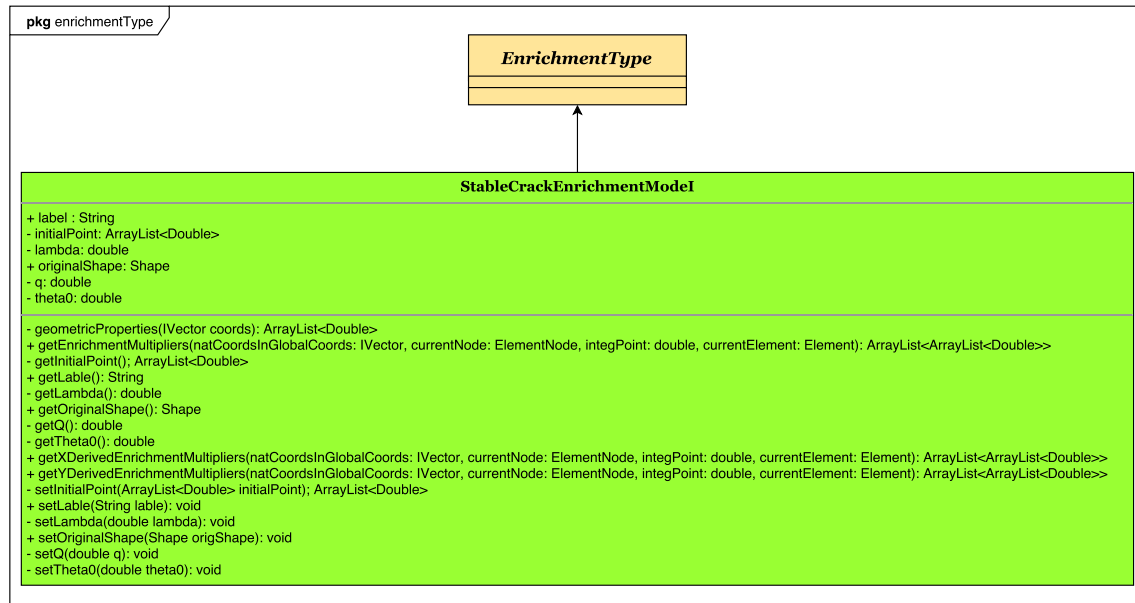 pkg enrichmentType
EnrichmentType
StableCrackEnrichmentModeI
+ label : String
- initialPoint: ArrayList<Double>
- lambda: double
+ originalShape: Shape
- q: double
- theta0: double
- geometricProperties(IVector coords): ArrayList<Double>
+ getEnrichmentMultipliers(natCoordsInGlobalCoords: IVector, currentNode: ElementNode, integPoint: double, currentElement: Element): ArrayList<ArrayList<Double>>
- getInitialPoint(); ArrayList<Double>
+ getLable(): String
- getLambda(): double
+ getOriginalShape(): Shape
- getQ(): double
- getTheta0(): double
+ getXDerivedEnrichmentMultipliers(natCoordsInGlobalCoords: IVector, currentNode: ElementNode, integPoint: double, currentElement: Element): ArrayList<ArrayList<Double>>
+ getYDerivedEnrichmentMultipliers(natCoordsInGlobalCoords: IVector, currentNode: ElementNode, integPoint: double, currentElement: Element): ArrayList<ArrayList<Double>>
- setInitialPoint(ArrayList<Double> initialPoint); ArrayList<Double>
+ setLable(String lable): void
- setLambda(double lambda): void
+ setOriginalShape(Shape origShape): void
- setQ(double q): void
- setTheta0(double theta0): void